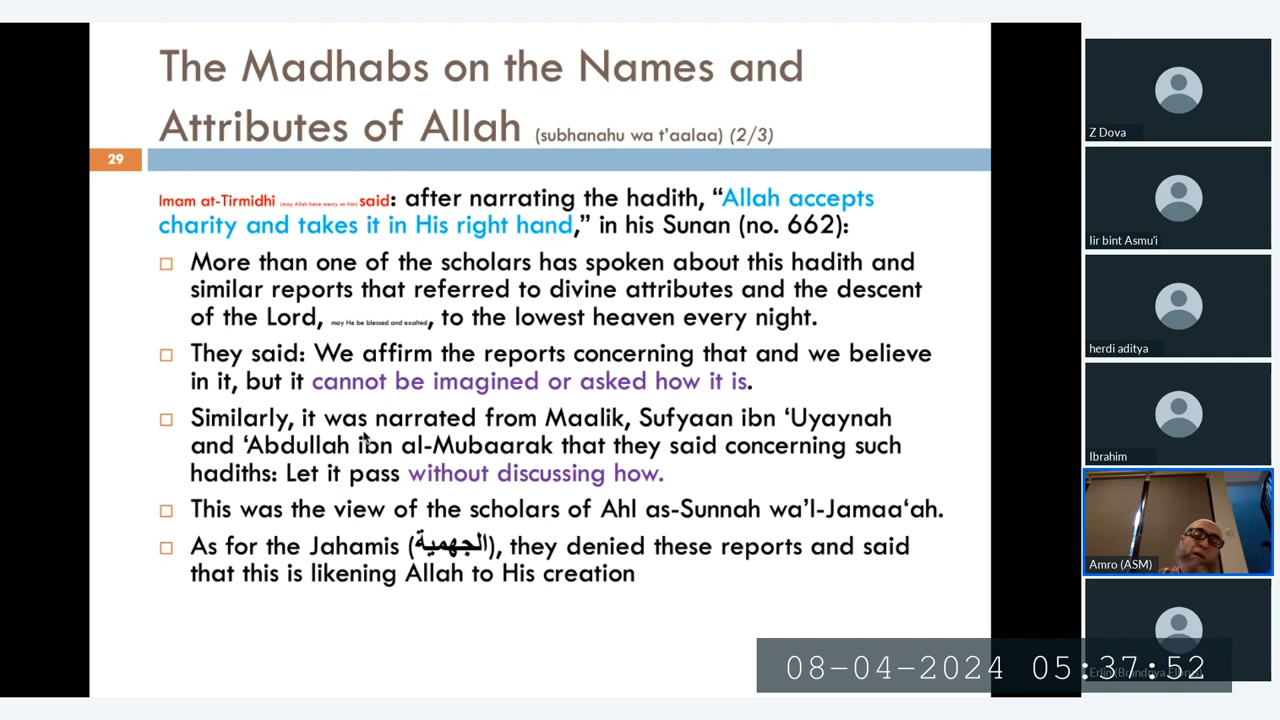 The Madhabs on the Names and
Attributes of Allah (subhanahu wa t’aalaa) (2/3)
29
Imam at-Tirmidhi (may Allah have mercy on him) said: after narrating the hadith, “Allah accepts
charity and takes it in His right hand,” in his Sunan (no. 662):
More than one of the scholars has spoken about this hadith and
similar reports that referred to divine attributes and the descent
of the Lord, may He be blessed and exalted, to the lowest heaven every night.
They said: We affirm the reports concerning that and we believe
in it, but it cannot be imagined or asked how it is.
Similarly, it was narrated from Maalik, Sufyaan ibn ‘Uyaynah
and ‘Abdullah ibn al-Mubaarak that they said concerning such
hadiths: Let it pass without discussing how.
This was the view of the scholars of Ahl as-Sunnah wa’l-Jamaa‘ah.
As for the Jahamis (الجهمية), they denied these reports and said
that this is likening Allah to His creation
Z Dova
Iir bint Asmu'i
herdi aditya
Ibrahim
Amro (ASM)
08-04-2024 05:37:52